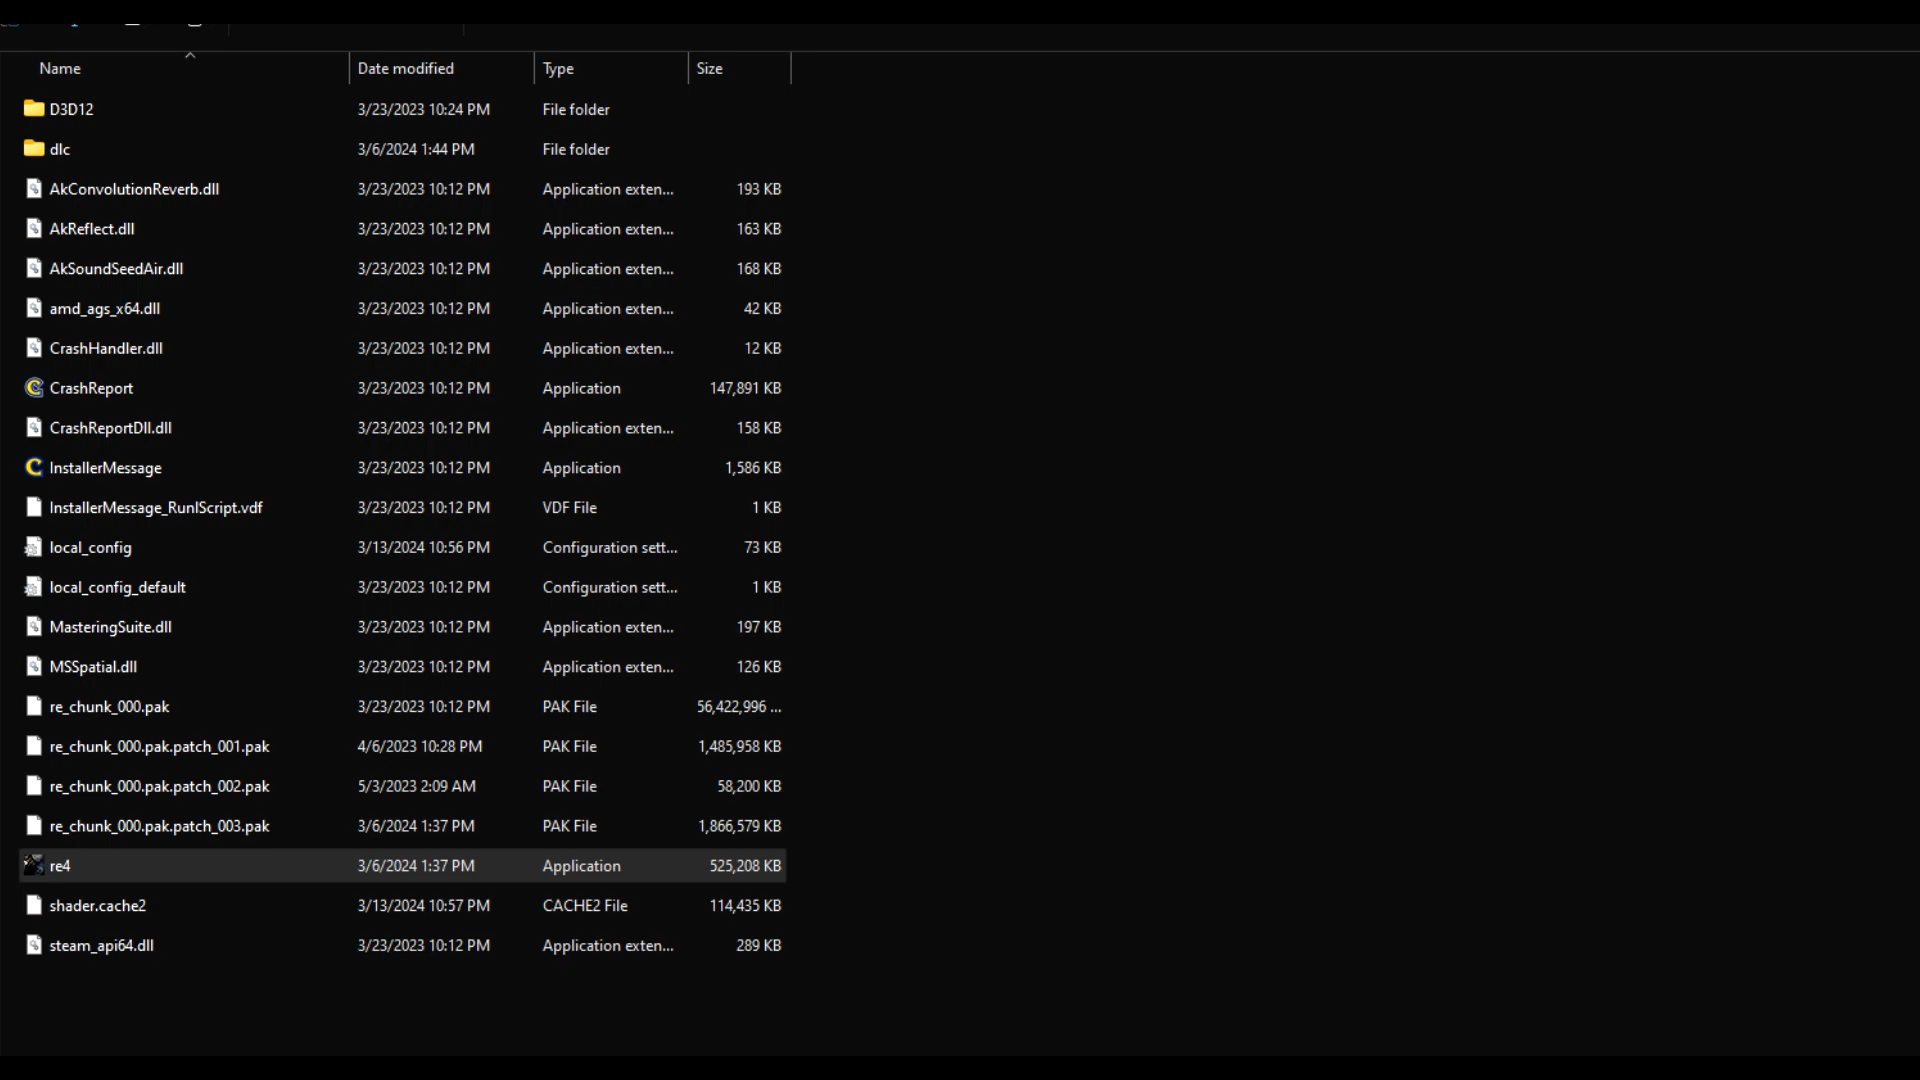 Name Date modified Type Size
D3D12 3/23/2023 10:24 PM File folder
dlc 3/6/2024 1:44 PM File folder
AkConvolutionReverb.dll 3/23/2023 10:12 PM Application exten... 193 KB
AkReflect.dll 3/23/2023 10:12 PM Application exten... 163 KB
AkSoundSeedAir.dll 3/23/2023 10:12 PM Application exten... 168 KB
amd_ags_x64.dll 3/23/2023 10:12 PM Application exten... 42 KB
CrashHandler.dll 3/23/2023 10:12 PM Application exten... 12 KB
CrashReport 3/23/2023 10:12 PM Application 147,891 KB
CrashReportDll.dll 3/23/2023 10:12 PM Application exten... 158 KB
InstallerMessage 3/23/2023 10:12 PM Application 1,586 KB
InstallerMessage_RunIScript.vdf 3/23/2023 10:12 PM VDF File 1 KB
local_config 3/13/2024 10:56 PM Configuration sett... 73 KB
local_config_default 3/23/2023 10:12 PM Configuration sett... 1 KB
MasteringSuite.dll 3/23/2023 10:12 PM Application exten... 197 KB
MSSpatial.dll 3/23/2023 10:12 PM Application exten... 126 KB
re_chunk_000.pak 3/23/2023 10:12 PM PAK File 56,422,996 ...
re_chunk_000.pak.patch_001.pak 4/6/2023 10:28 PM PAK File 1,485,958 KB
re_chunk_000.pak.patch_002.pak 5/3/2023 2:09 AM PAK File 58,200 KB
re_chunk_000.pak.patch_003.pak 3/6/2024 1:37 PM PAK File 1,866,579 KB
re4 3/6/2024 1:37 PM Application 525,208 KB
shader.cache2 3/13/2024 10:57 PM CACHE2 File 114,435 KB
steam_api64.dll 3/23/2023 10:12 PM Application exten... 289 KB